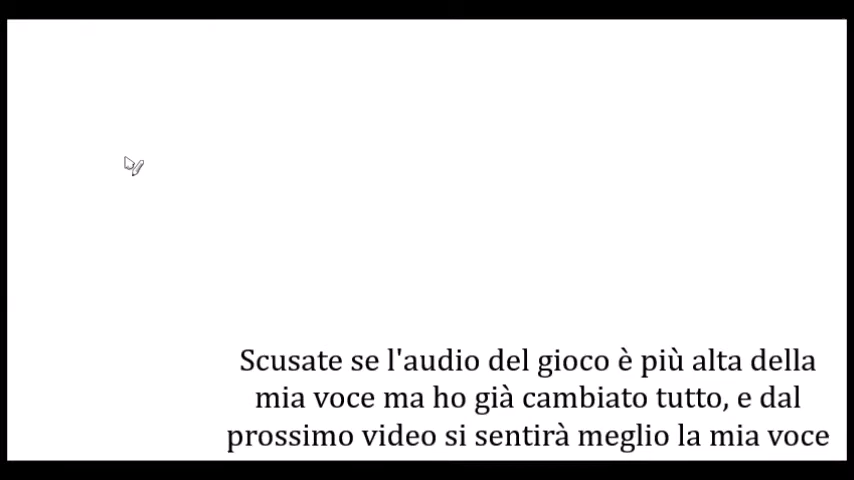 Scusate se l'audio del gioco è più alta della
mia voce ma ho già cambiato tutto, e dal
prossimo video si sentirà meglio la mia voce